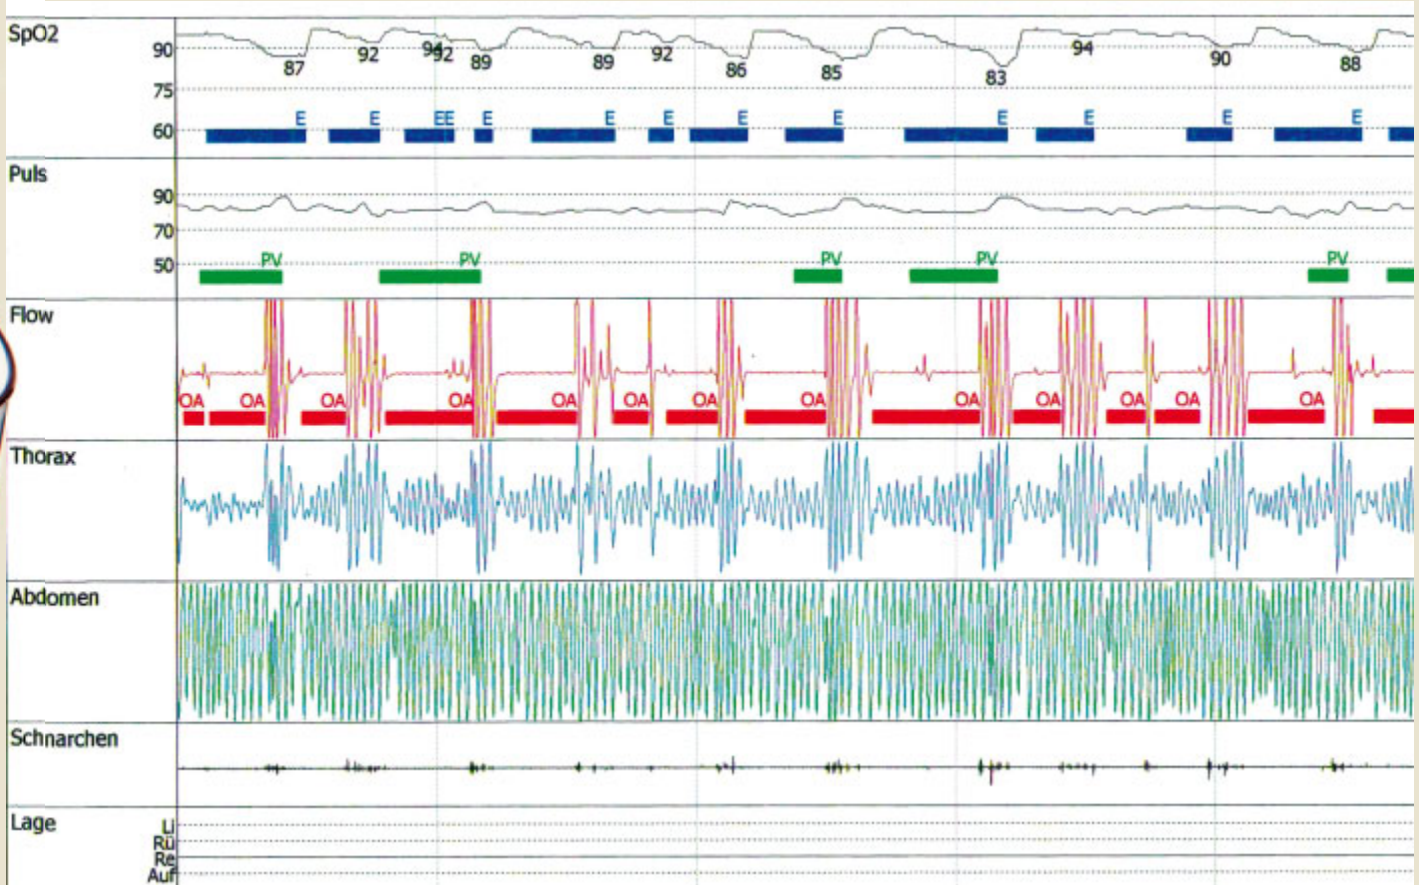 SpO2
90
75
60
87 92 94 92 89 89 92 86 85 83 94 90 88
E E EE E E E E E E E E E
Puls
90
70
50
PV PV PV PV PV
Flow
OA OA OA OA OA OA OA OA OA OA OA OA OA
Thorax
Abdomen
Schnarchen
Lage
Li
Rü
Re
Auf